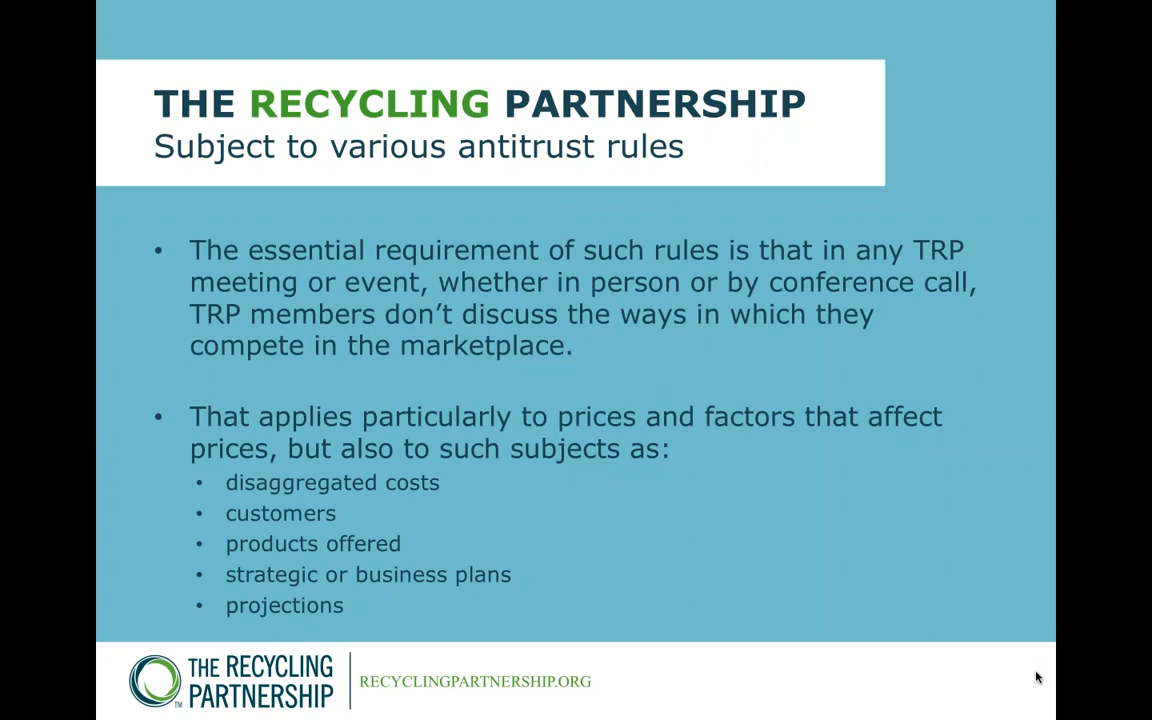 THE RECYCLING PARTNERSHIP
Subject to various antitrust rules
• The essential requirement of such rules is that in any TRP
meeting or event, whether in person or by conference call,
TRP members don’t discuss the ways in which they
compete in the marketplace.
• That applies particularly to prices and factors that affect
prices, but also to such subjects as:
• disaggregated costs
• customers
• products offered
• strategic or business plans
• projections
THE RECYCLING
PARTNERSHIP
TM
RECYCLINGPARTNERSHIP.ORG